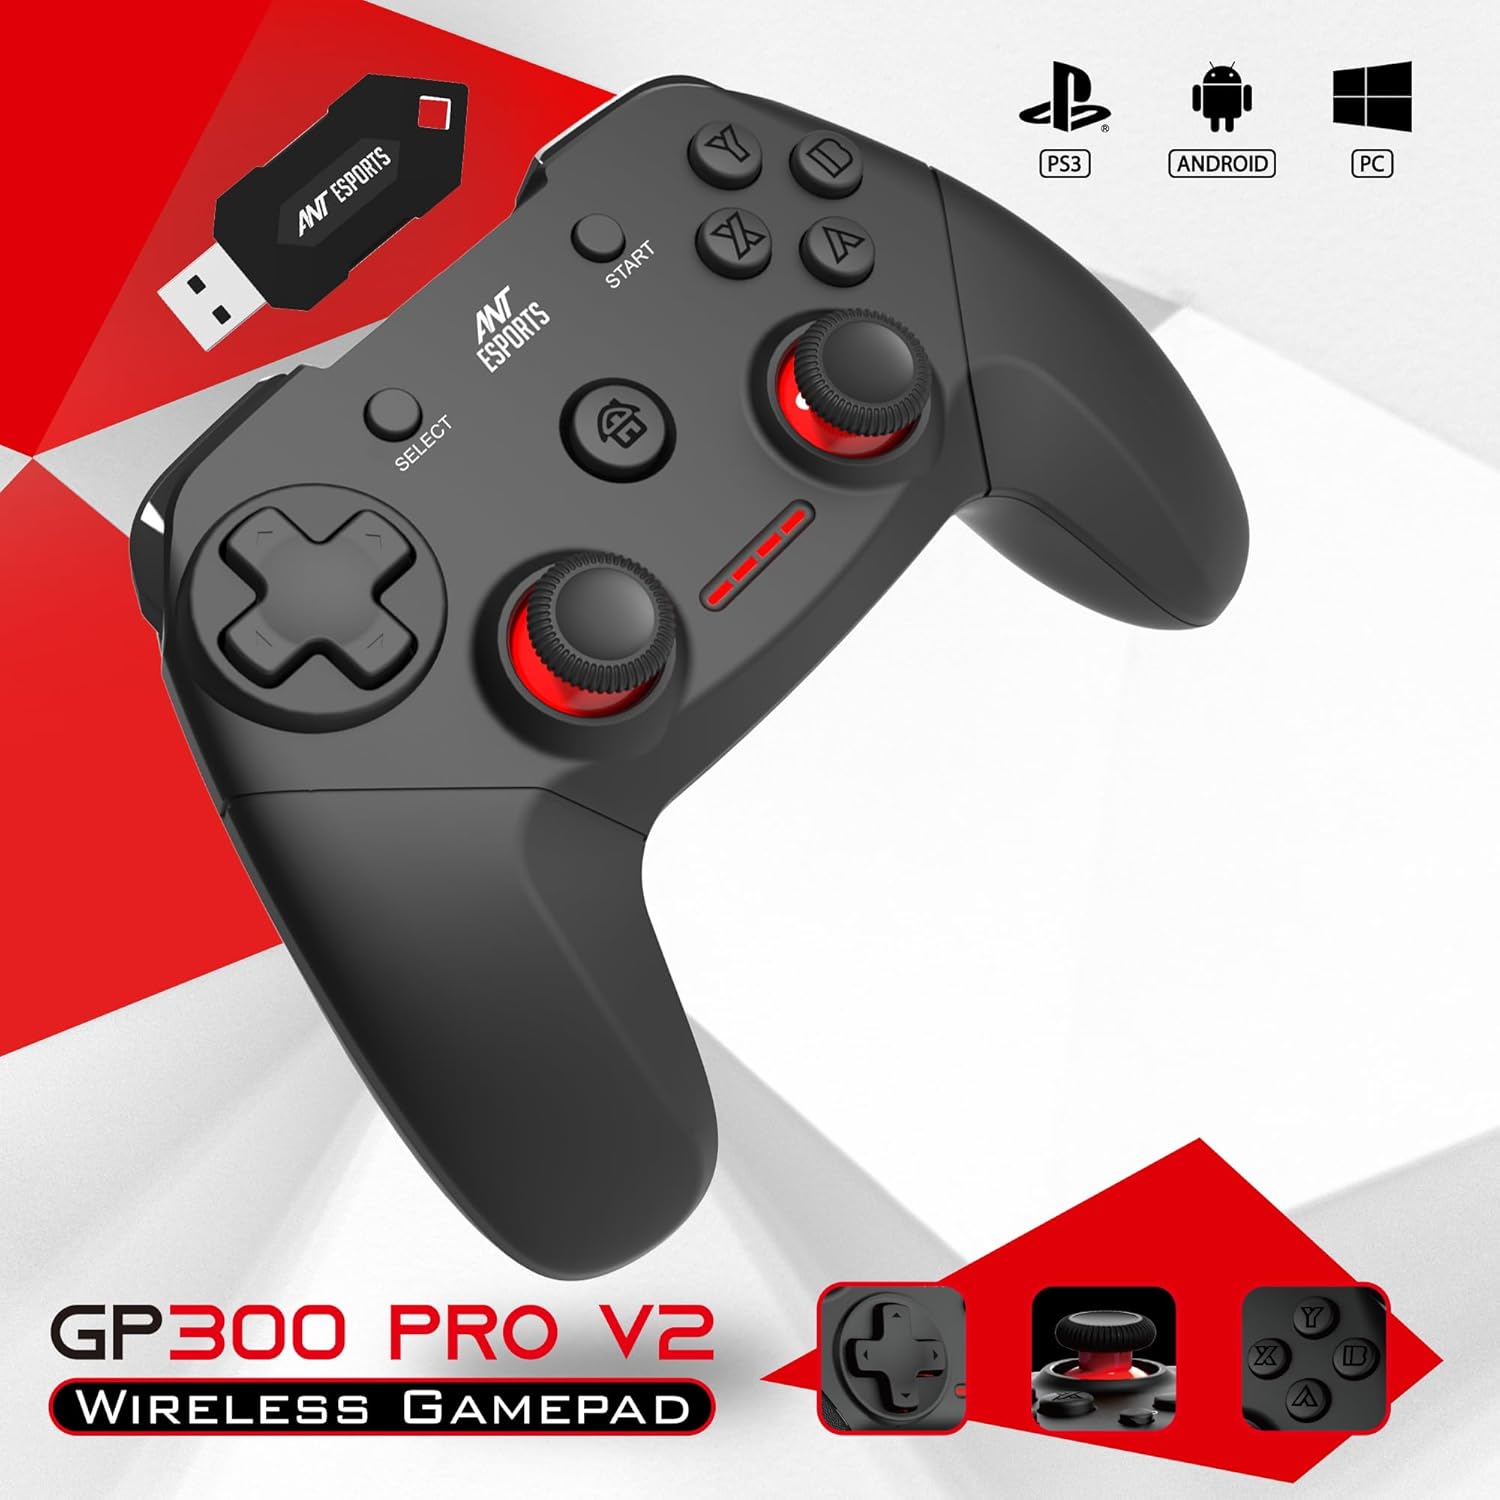 ANT ESPORTS
PS3
ANDROID
PC
Y
B
X
A
START
ANT
ESPORTS
SELECT
GP300 PRO V2
WIRELESS GAMEPAD
Y
X
B
A